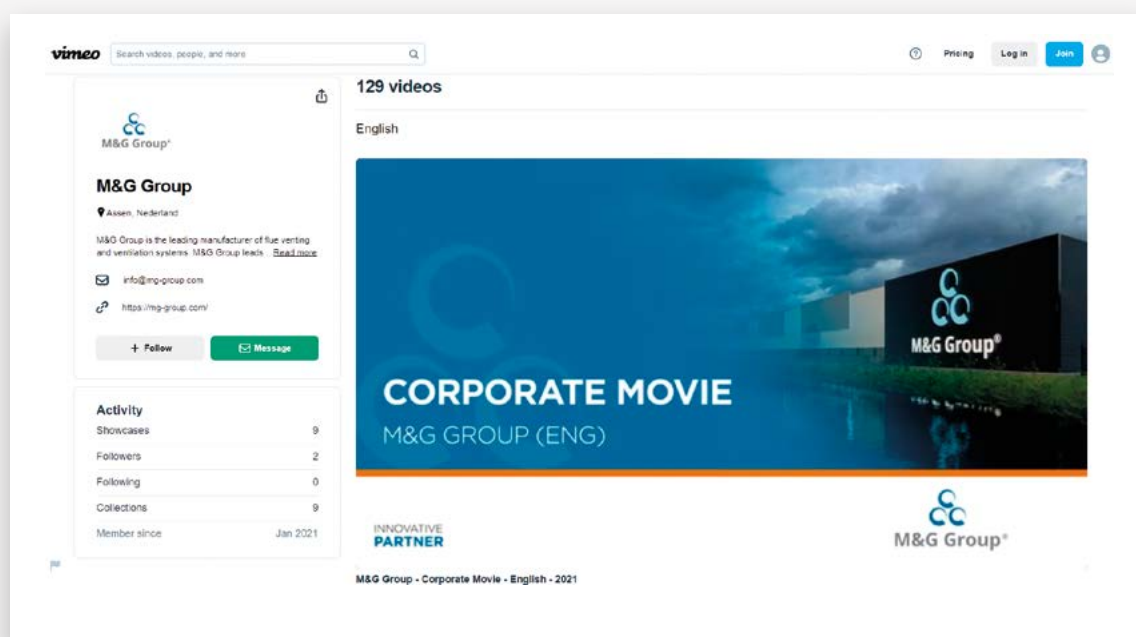 vimeo
Search videos, people, and more
Pricing
Log in
Join
M&G Group®
M&G Group
Assen, Nederland
M&G Group is the leading manufacturer of flue venting
and ventilation systems. M&G Group leads... Read more
info@mg-group.com
https://mg-group.com/
+ Follow
Message
Activity
Showcases 9
Followers 2
Following 0
Collections 9
Member since Jan 2021
129 videos
English
M&G Group®
CORPORATE MOVIE
M&G GROUP (ENG)
INNOVATIVE
PARTNER
M&G Group®
M&G Group - Corporate Movie - English - 2021